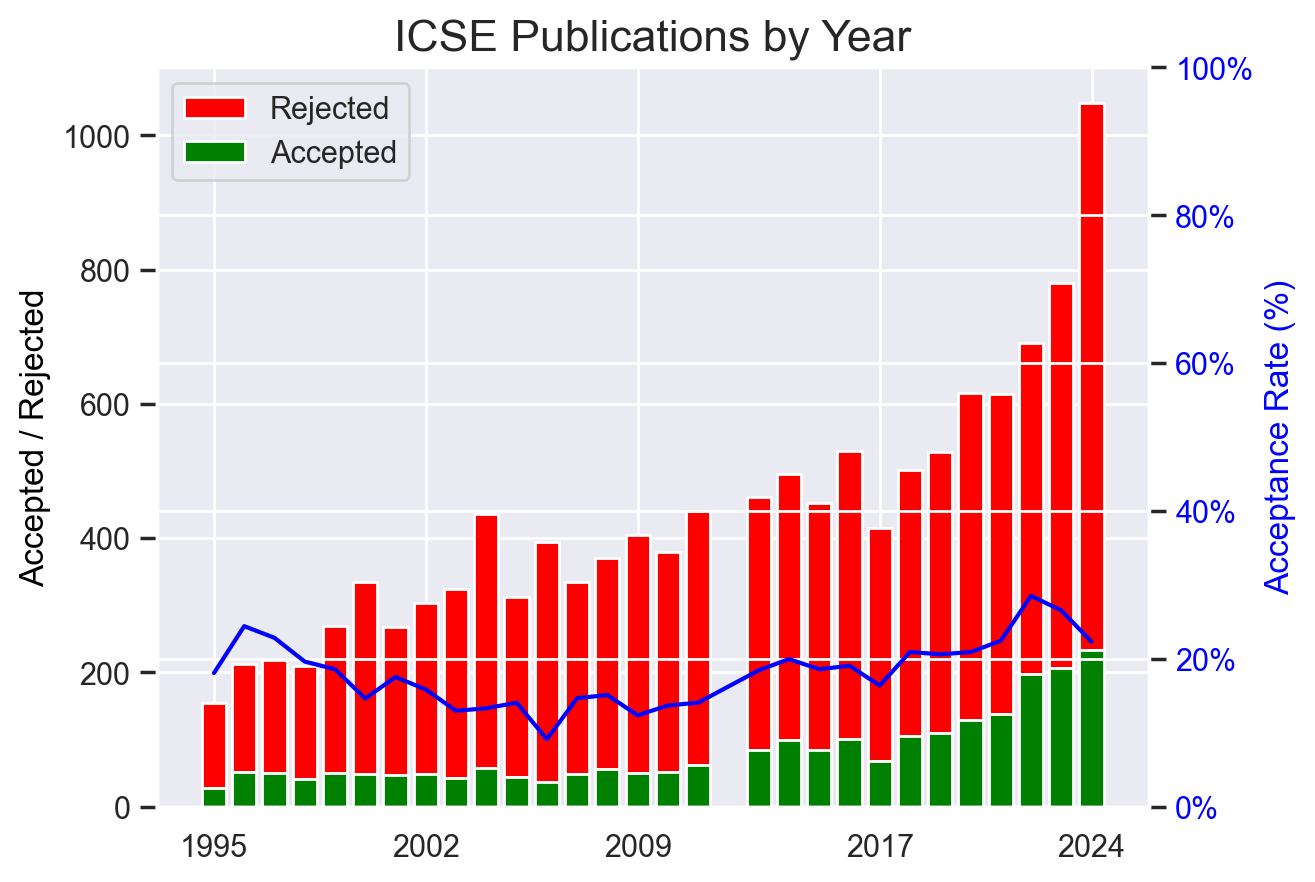 ICSE Publications by Year
Rejected
Accepted
Accepted / Rejected
1000
800
600
400
200
0
100%
80%
60%
40%
20%
0%
Acceptance Rate (%)
1995 2002 2009 2017 2024